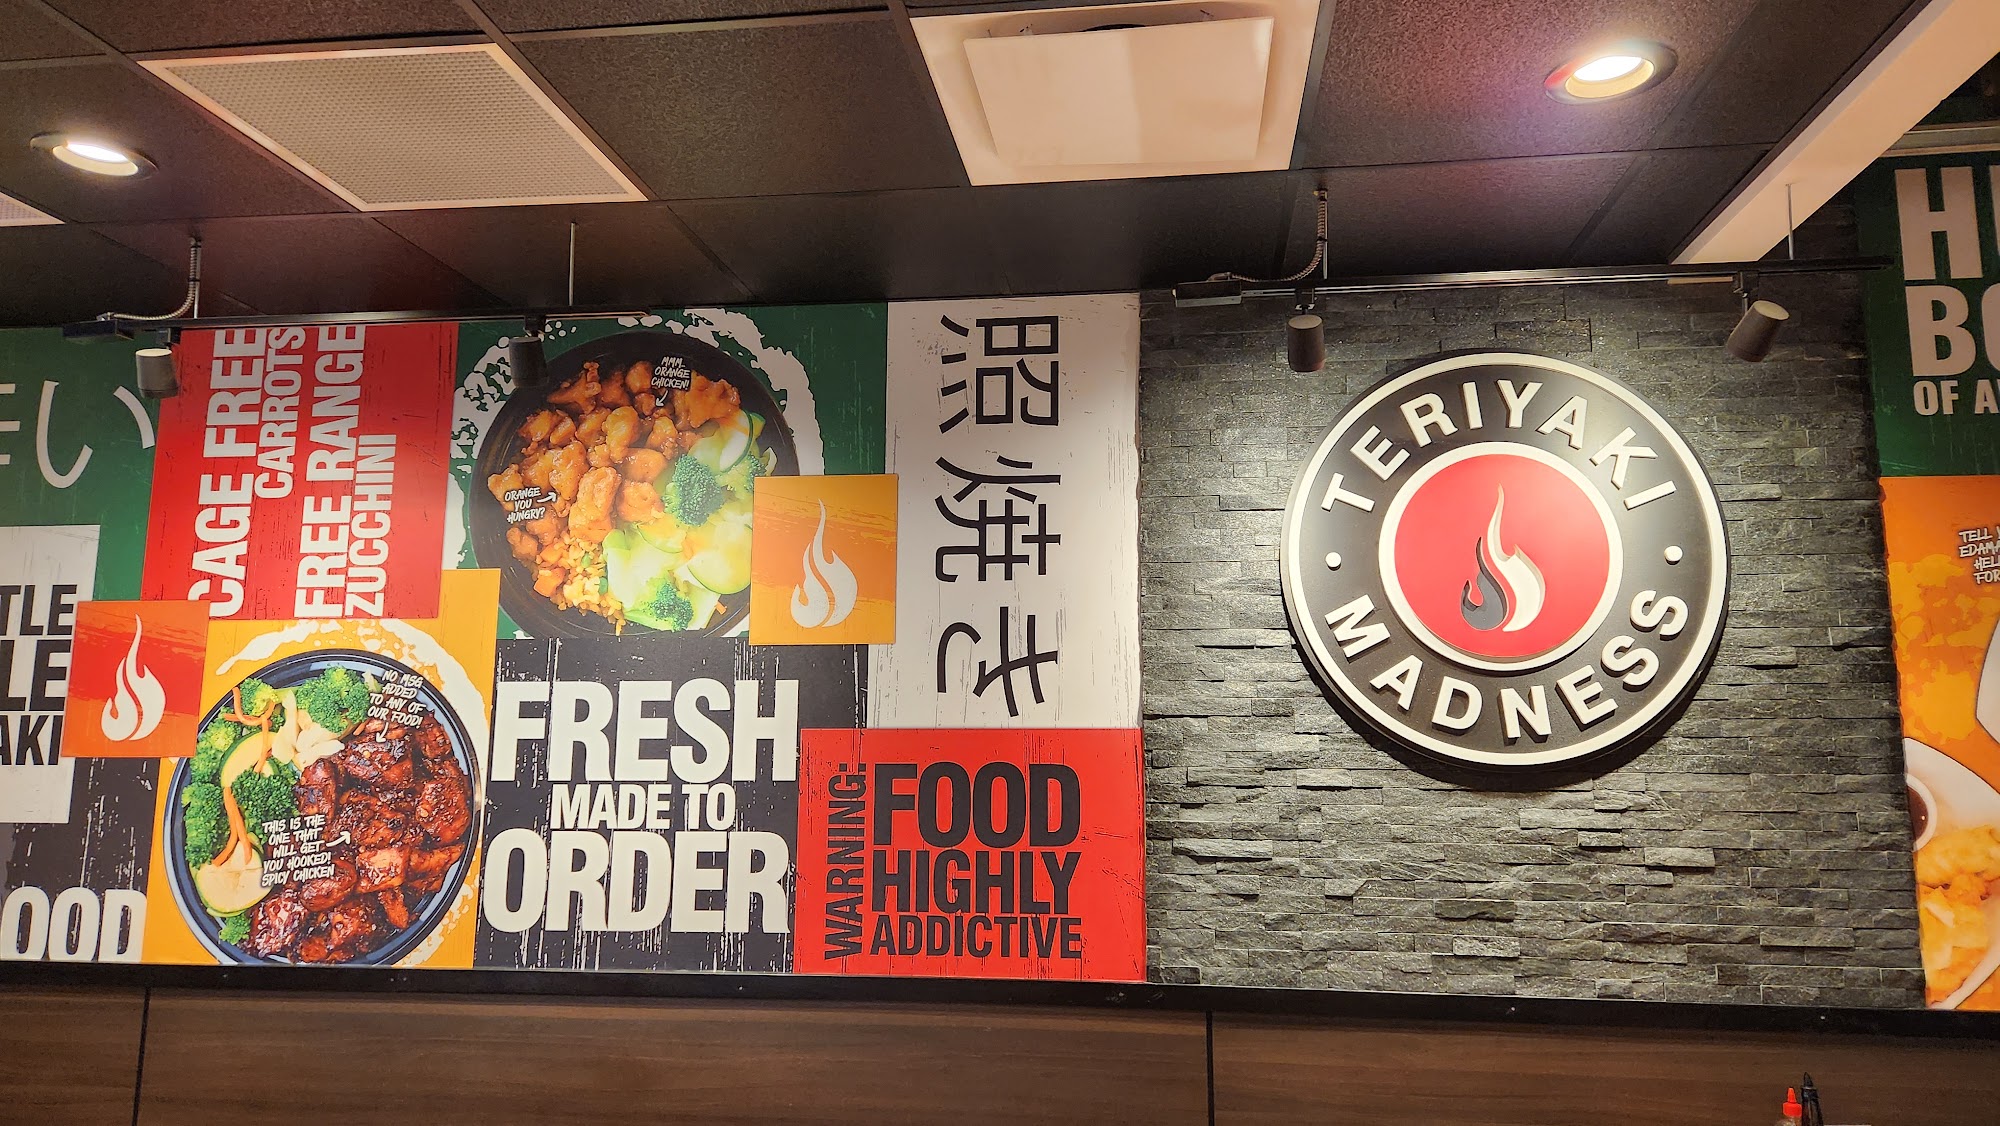 い
CAGE FREE
CARROTS
FREE RANGE
ZUCCHINI
MMM,
ORANGE
CHICKEN!
ORANGE
YOU
HUNGRY?
照焼き
TERIYAKI
MADNESS
OF
TELL
NO MSG
ADDED
TO ANY OF
OUR FOOD!
THIS IS THE
ONE THAT
WILL GET
YOU HOOKED!
SPICY CHICKEN
FRESH
MADE TO
ORDER
WARNING:
FOOD
HIGHLY
ADDICTIVE